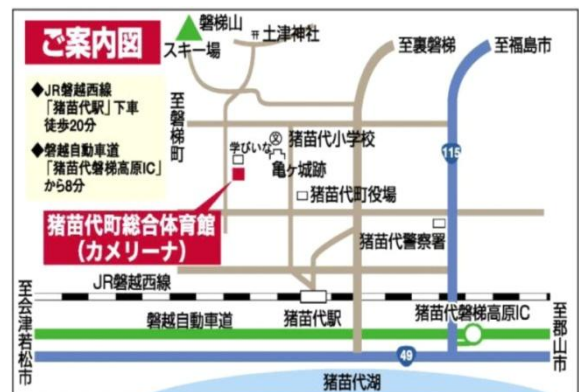 ご案内図
◆JR磐越西線
「猪苗代駅」下車
徒歩20分
◆磐越自動車道
「猪苗代磐梯高原IC」
から8分
磐梯山
スキー場
土津神社
至裏磐梯
至福島市
至磐梯町
115
文
猪苗代小学校
学びいな
亀ヶ城跡
猪苗代町役場
猪苗代町総合体育館
(カメリーナ)
猪苗代警察署
JR磐越西線
至会津若松市
磐越自動車道
猪苗代駅
猪苗代磐梯高原IC
至郡山市
49
猪苗代湖